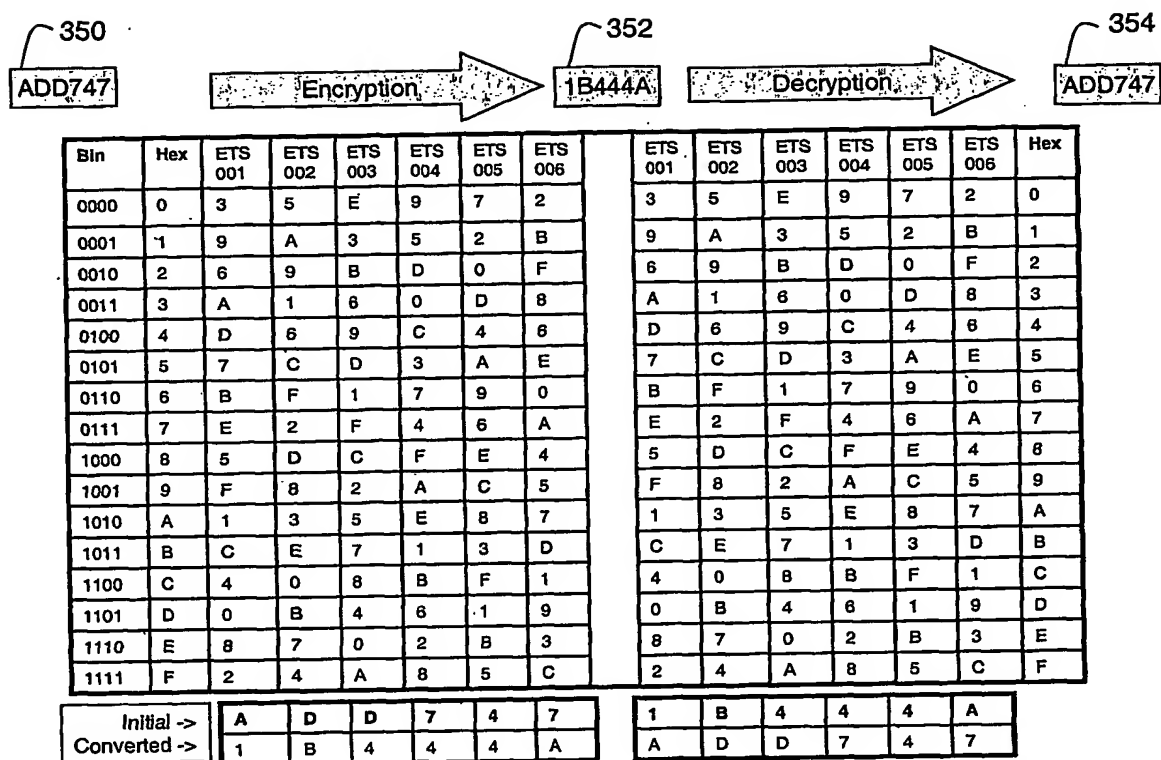 350 352 354
ADD747 Encryption 1B444A Decryption ADD747
Bin Hex ETS 001 ETS 002 ETS 003 ETS 004 ETS 005 ETS 006 ETS 001 ETS 002 ETS 003 ETS 004 ETS 005 ETS 006 Hex
0000 0 3 5 E 9 7 2 3 5 E 9 7 2 0
0001 1 9 A 3 5 2 B 9 A 3 5 2 B 1
0010 2 6 9 B D 0 F 6 9 B D 0 F 2
0011 3 A 1 6 0 D 8 A 1 6 0 D 8 3
0100 4 D 6 9 C 4 6 D 6 9 C 4 6 4
0101 5 7 C D 3 A E 7 C D 3 A E 5
0110 6 B F 1 7 9 0 B F 1 7 9 0 6
0111 7 E 2 F 4 6 A E 2 F 4 6 A 7
1000 8 5 D C F E 4 5 D C F E 4 8
1001 9 F 8 2 A C 5 F 8 2 A C 5 9
1010 A 1 3 5 E 8 7 1 3 5 E 8 7 A
1011 B C E 7 1 3 D C E 7 1 3 D B
1100 C 4 0 8 B F 1 4 0 8 B F 1 C
1101 D 0 B 4 6 1 9 0 B 4 6 1 9 D
1110 E 8 7 0 2 B 3 8 7 0 2 B 3 E
1111 F 2 4 A 8 5 C 2 4 A 8 5 C F
Initial -> A D D 7 4 7 1 B 4 4 4 A
Converted -> 1 B 4 4 4 A A D D 7 4 7